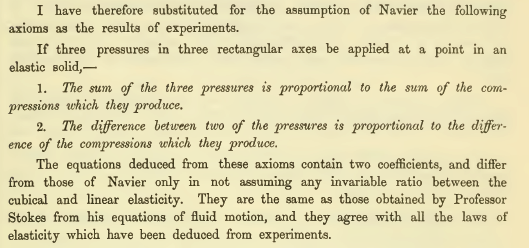 I have therefore substituted for the assumption of Navier the following
axioms as the results of experiments.
If three pressures in three rectangular axes be applied at a point in an
elastic solid,—
1. The sum of the three pressures is proportional to the sum of the com-
pressions which they produce.
2. The difference between two of the pressures is proportional to the differ-
ence of the compressions which they produce.
The equations deduced from these axioms contain two coefficients, and differ
from those of Navier only in not assuming any invariable ratio between the
cubical and linear elasticity. They are the same as those obtained by Professor
Stokes from his equations of fluid motion, and they agree with all the laws of
elasticity which have been deduced from experiments.